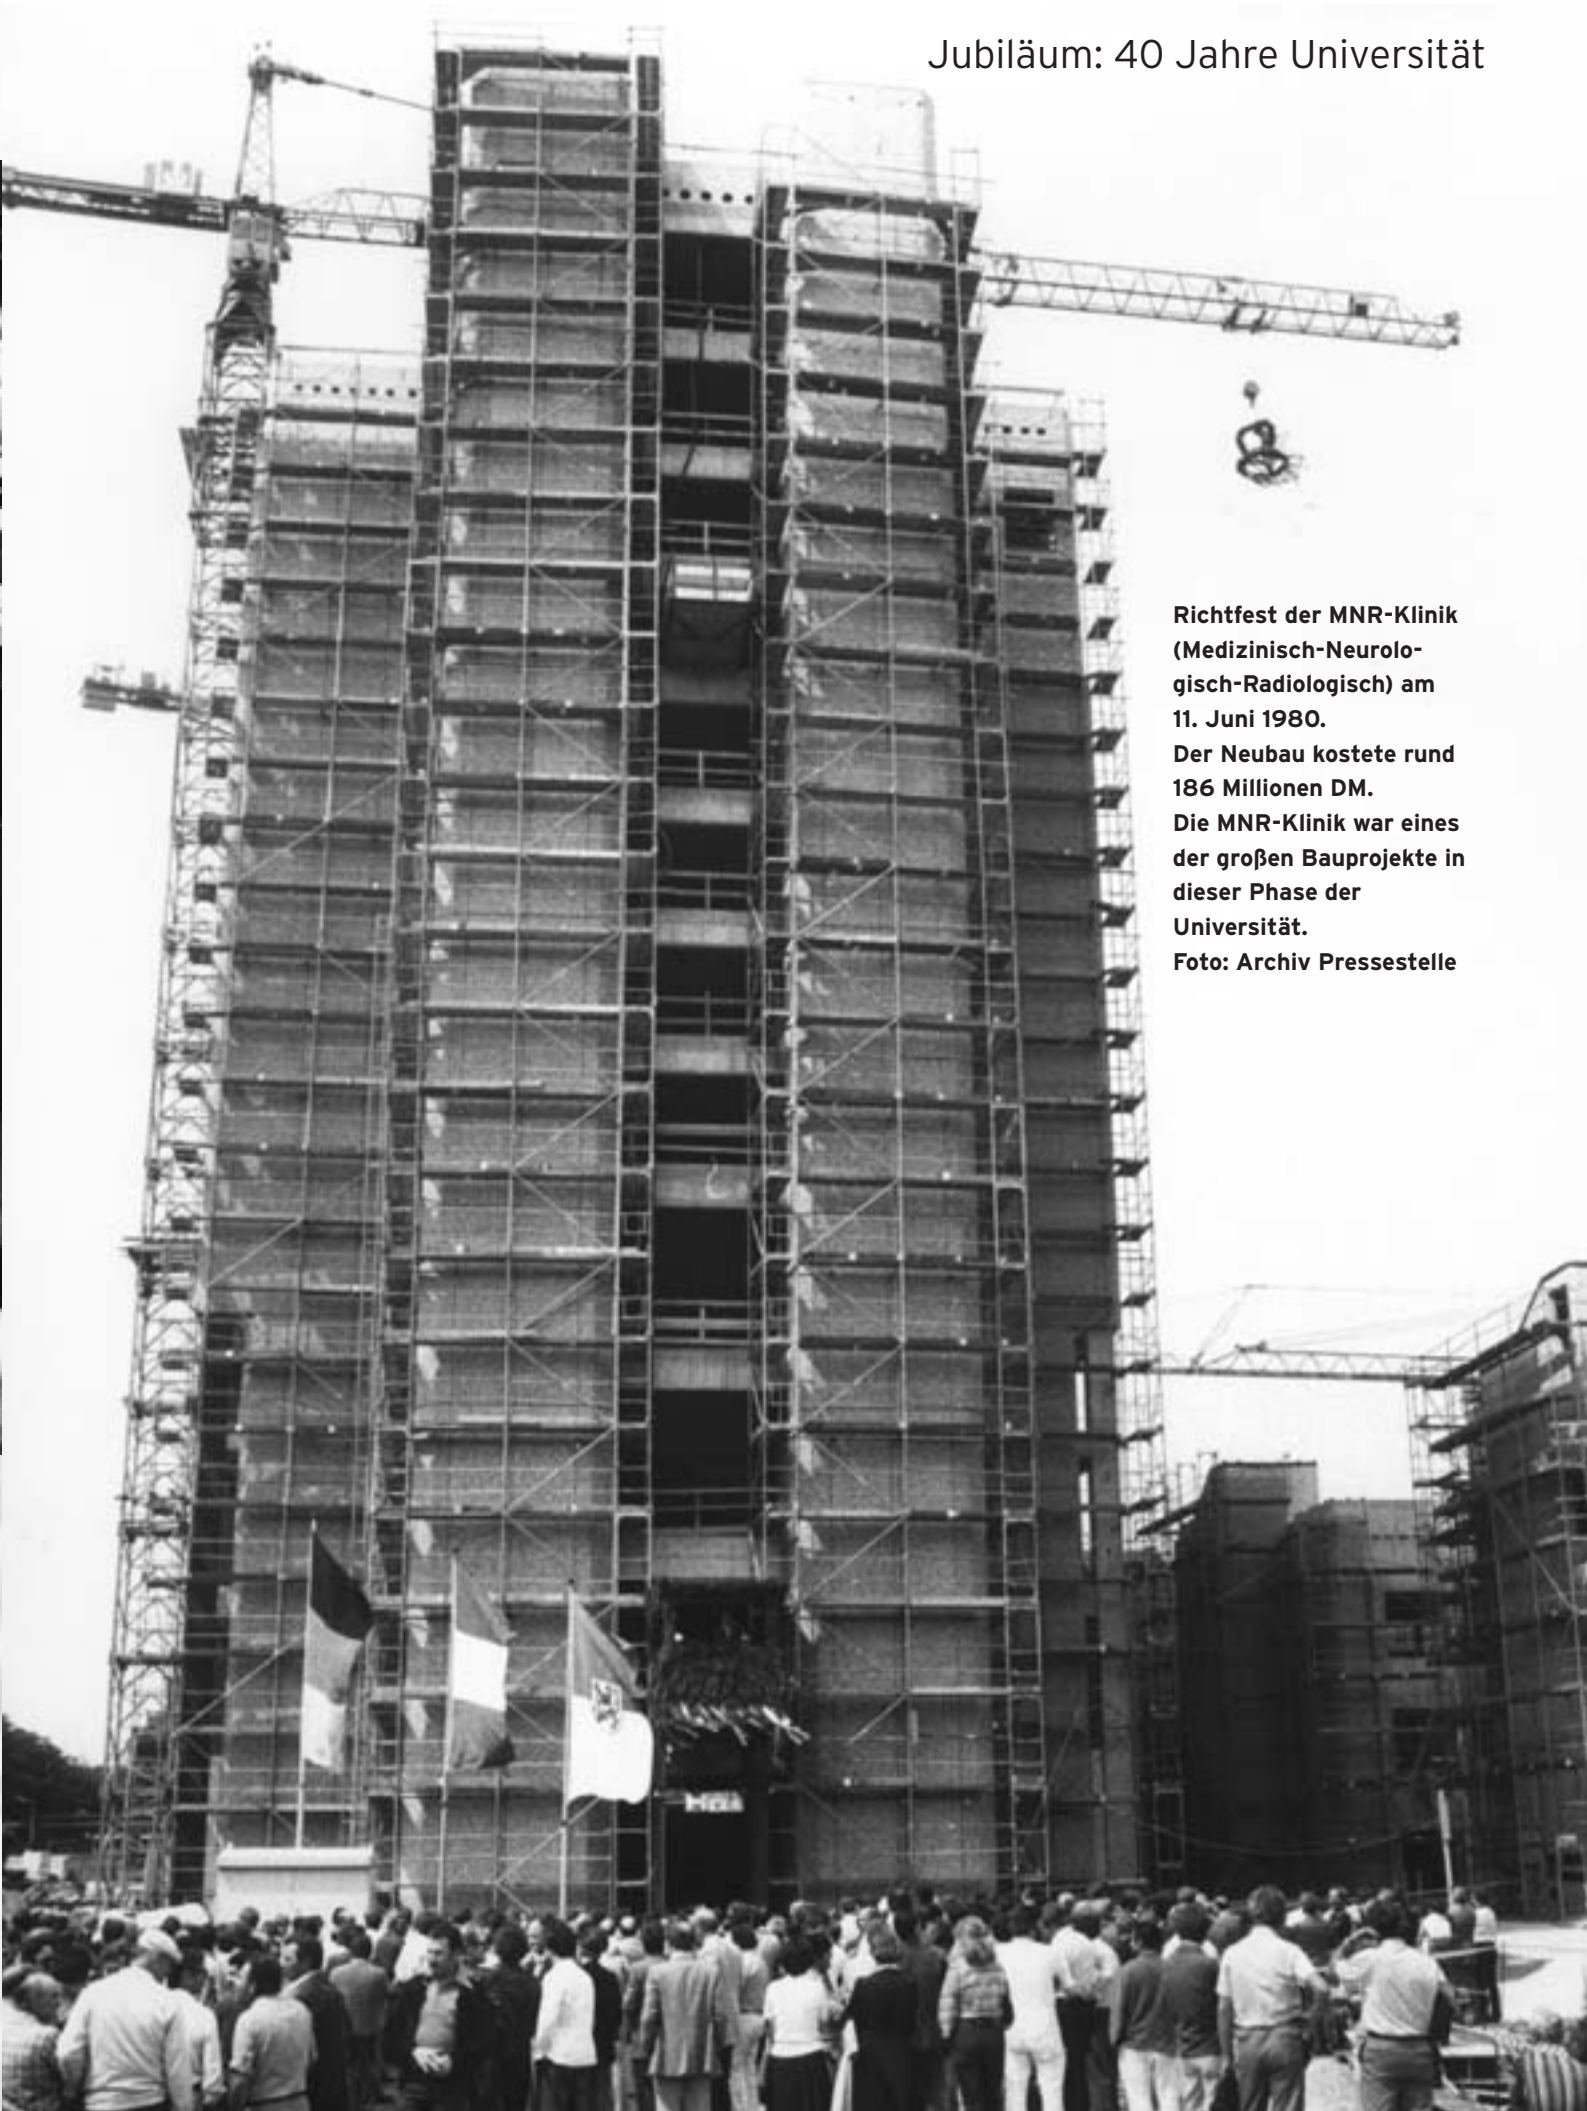 Jubiläum: 40 Jahre Universität
Richtfest der MNR-Klinik
(Medizinisch-Neurolo-
gisch-Radiologisch) am
11. Juni 1980.
Der Neubau kostete rund
186 Millionen DM.
Die MNR-Klinik war eines
der großen Bauprojekte in
dieser Phase der
Universität.
Foto: Archiv Pressestelle